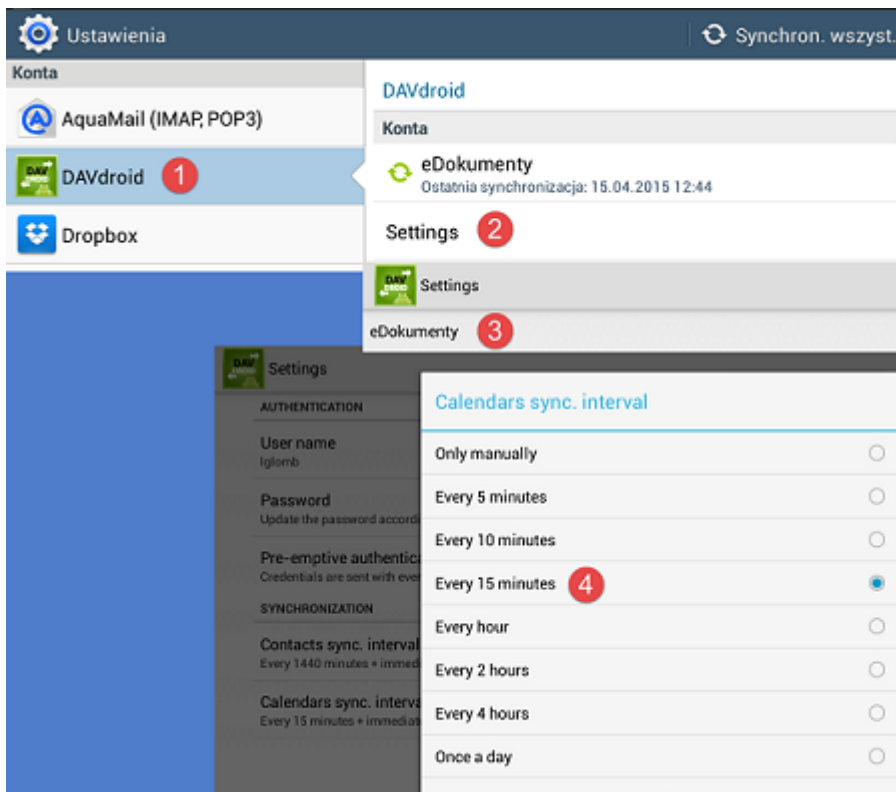 Ustawienia
Synchron. wszyst.
Konta
AquaMail (IMAP, POP3)
DAVdroid 1
Dropbox
DAVdroid
Konta
eDokumenty
Ostatnia synchronizacja: 15.04.2015 12:44
Settings 2
Settings
eDokumenty 3
Settings
AUTHENTICATION
User name
lglomb
Password
Update the password accordi
Pre-emptive authentica
Credentials are sent with ever
SYNCHRONIZATION
Contacts sync. interval
Every 1440 minutes + immedi
Calendars sync. interva
Every 15 minutes + immediat
Calendars sync. interval
Only manually
Every 5 minutes
Every 10 minutes
Every 15 minutes 4
Every hour
Every 2 hours
Every 4 hours
Once a day